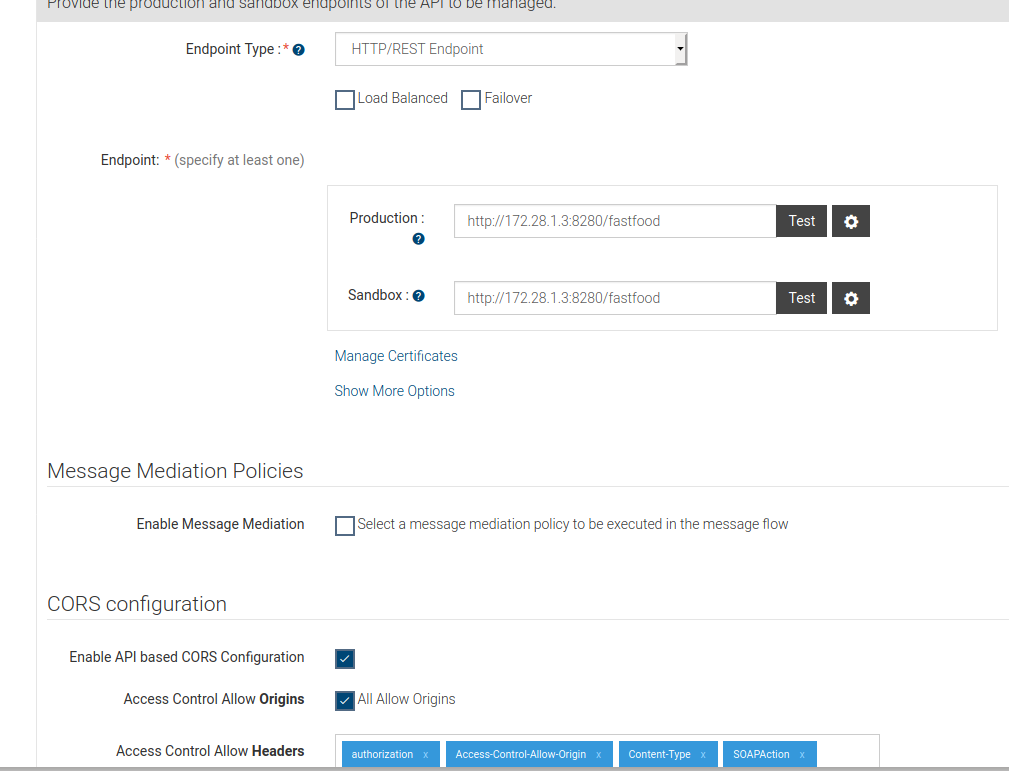 Provide the production and sandbox endpoints of the API to be managed.
Endpoint Type : * ?
HTTP/REST Endpoint
Load Balanced Failover
Endpoint: * (specify at least one)
Production : ?
http://172.28.1.3:8280/fastfood Test
Sandbox : ?
http://172.28.1.3:8280/fastfood Test
Manage Certificates
Show More Options
Message Mediation Policies
Enable Message Mediation Select a message mediation policy to be executed in the message flow
CORS configuration
Enable API based CORS Configuration
Access Control Allow Origins All Allow Origins
Access Control Allow Headers authorization x Access-Control-Allow-Origin x Content-Type x SOAPAction x